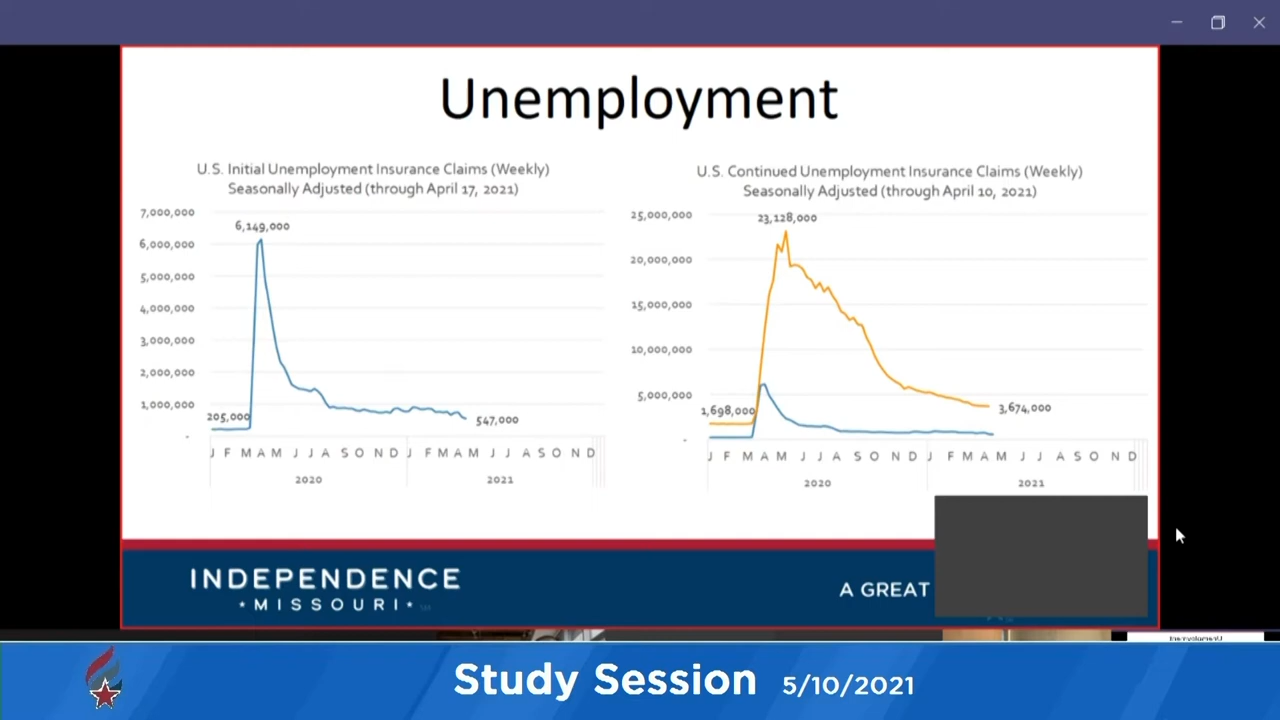 Unemployment
U.S. Initial Unemployment Insurance Claims (Weekly)
Seasonally Adjusted (through April 17, 2021)
7,000,000
6,149,000
6,000,000
5,000,000
4,000,000
3,000,000
2,000,000
1,000,000
205,000
547,000
-
J F M A M J J A S O N D J F M A M J J A S O N D
2020 2021
U.S. Continued Unemployment Insurance Claims (Weekly)
Seasonally Adjusted (through April 10, 2021)
25,000,000
23,128,000
20,000,000
15,000,000
10,000,000
5,000,000
1,698,000
3,674,000
-
J F M A M J J A S O N D J F M A M J J A S O N D
2020 2021
INDEPENDENCE
MISSOURI
A GREAT
Unemployment
Study Session 5/10/2021